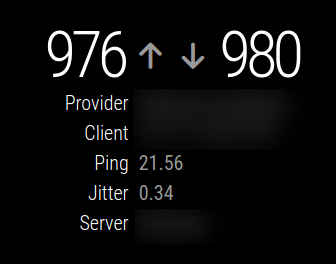 976 ↑ ↓ 980
Provider
Client
Ping 21.56
Jitter 0.34
Server